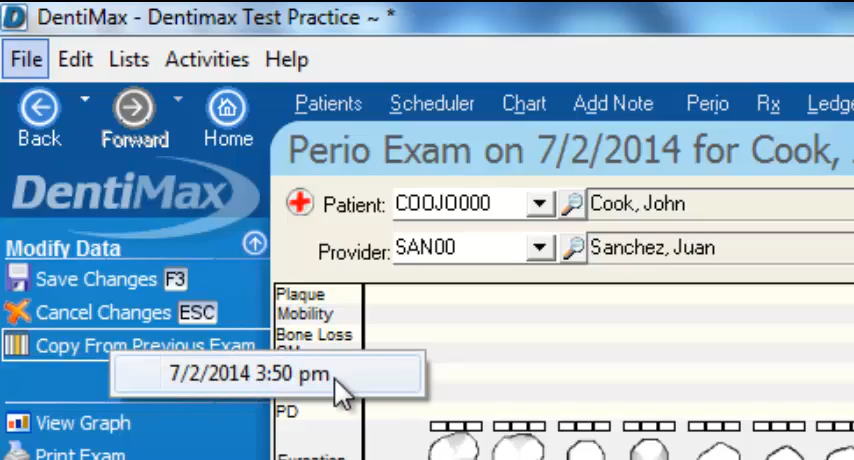 DentiMax - Dentimax Test Practice ~ *
File Edit Lists Activities Help
Back Forward Home
Patients Scheduler Chart Add Note Perio Rx Ledge
Perio Exam on 7/2/2014 for Cook,
DentiMax
Patient: COOJO000 Cook, John
Provider: SAN00 Sanchez, Juan
Modify Data
Save Changes F3
Cancel Changes ESC
Copy From Previous Exam
7/2/2014 3:50 pm
View Graph
Print Exam
Plaque
Mobility
Bone Loss
PD
Furcation